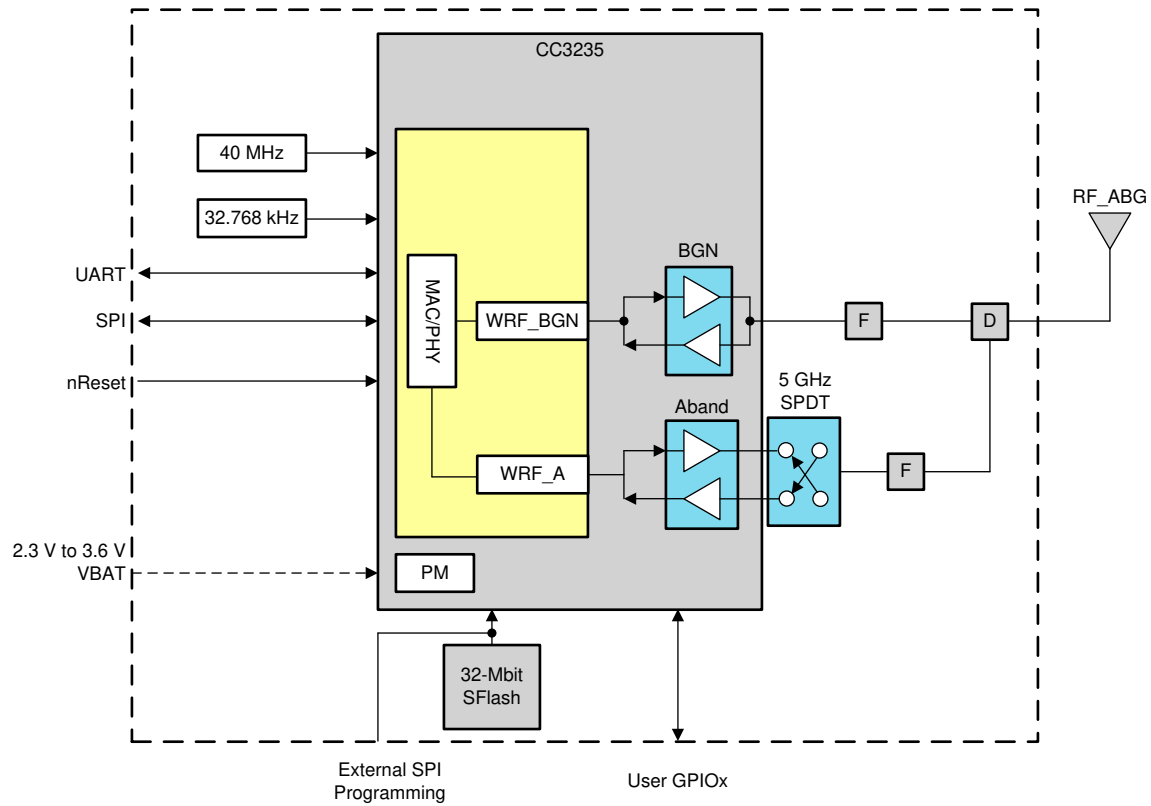 CC3235
40 MHz
32.768 kHz
RF_ABG
BGN
UART
MAC/PHY
SPI
WRF_BGN
F
D
nReset
5 GHz
SPDT
Aband
WRF_A
F
2.3 V to 3.6 V
VBAT
PM
32-Mbit
SFlash
External SPI
Programming
User GPIOx